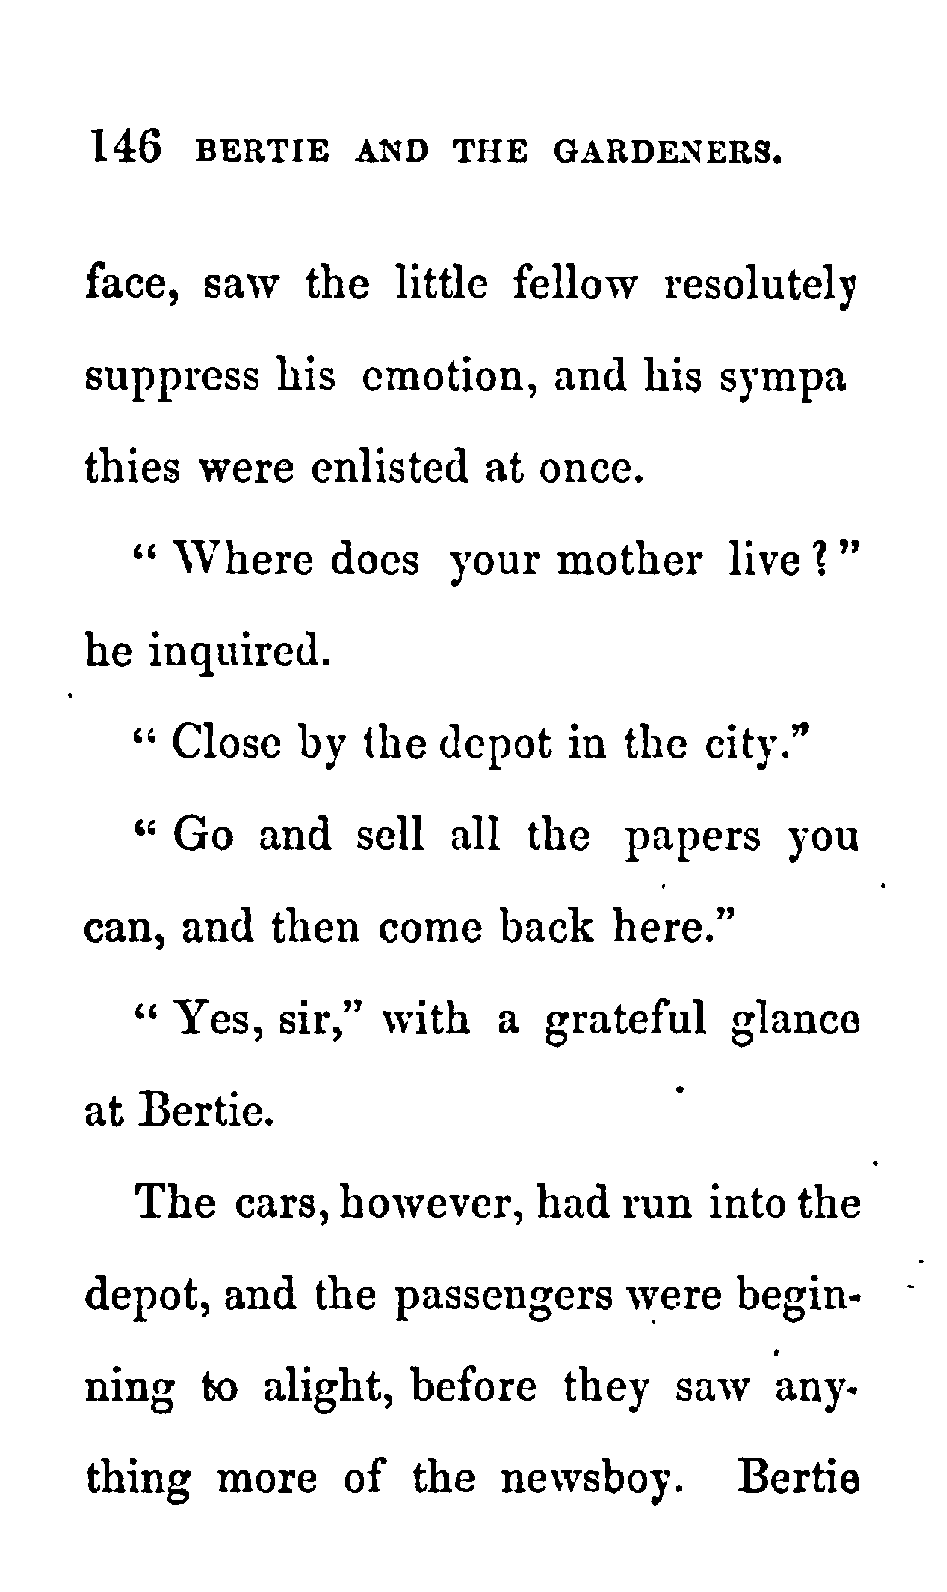 146 BERTIE AND THE GARDENERS.
face, saw the little fellow resolutely
suppress his emotion, and his sympa
thies were enlisted at once.
" Where does your mother live ? "
he inquired.
" Close by the depot in the city."
" Go and sell all the papers you
can, and then come back here."
" Yes, sir," with a grateful glance
at Bertie.
The cars, however, had run into the
depot, and the passengers were begin-
ning to alight, before they saw any-
thing more of the newsboy. Bertie